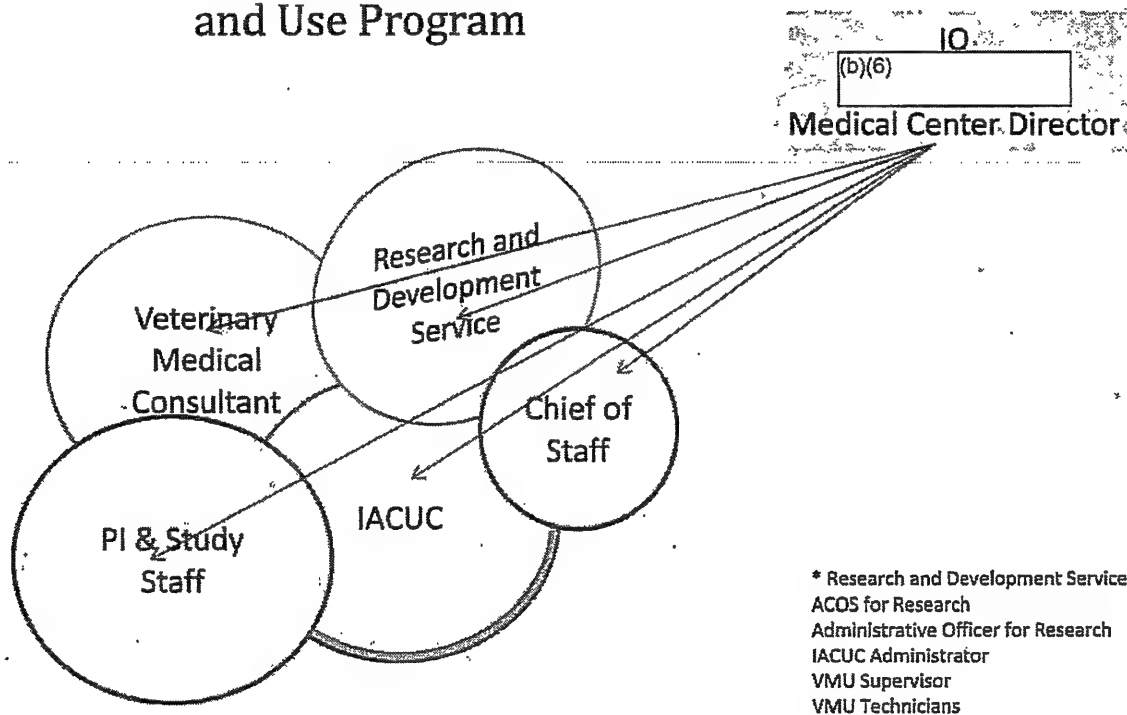 and Use Program
IO
(b)(6)
Medical Center Director
Research and
Development
Service
Veterinary
Medical
Consultant
Chief of
Staff
IACUC
PI & Study
Staff
* Research and Development Service
ACOS for Research
Administrative Officer for Research
IACUC Administrator
VMU Supervisor
VMU Technicians